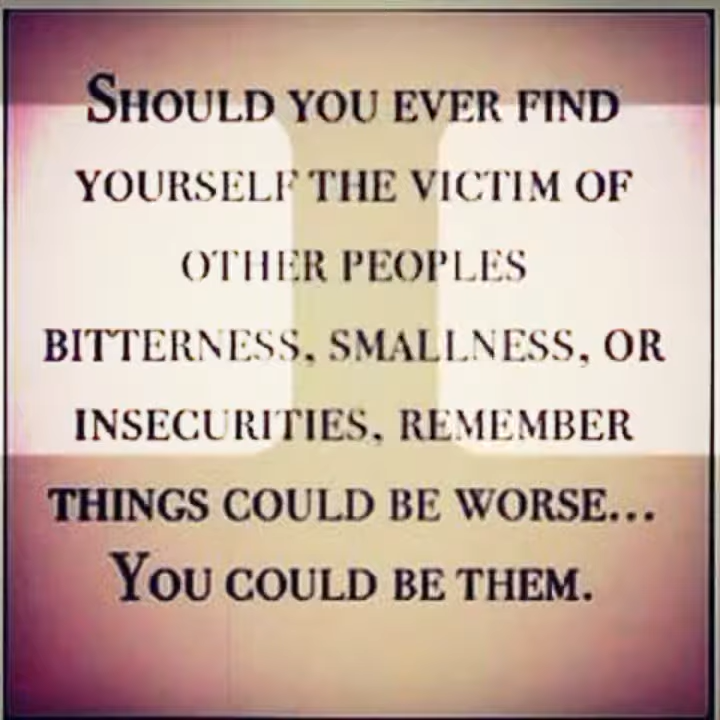 SHOULD YOU EVER FIND
YOURSELF THE VICTIM OF
OTHER PEOPLES
BITTERNESS, SMALLNESS, OR
INSECURITIES, REMEMBER
THINGS COULD BE WORSE...
YOU COULD BE THEM.